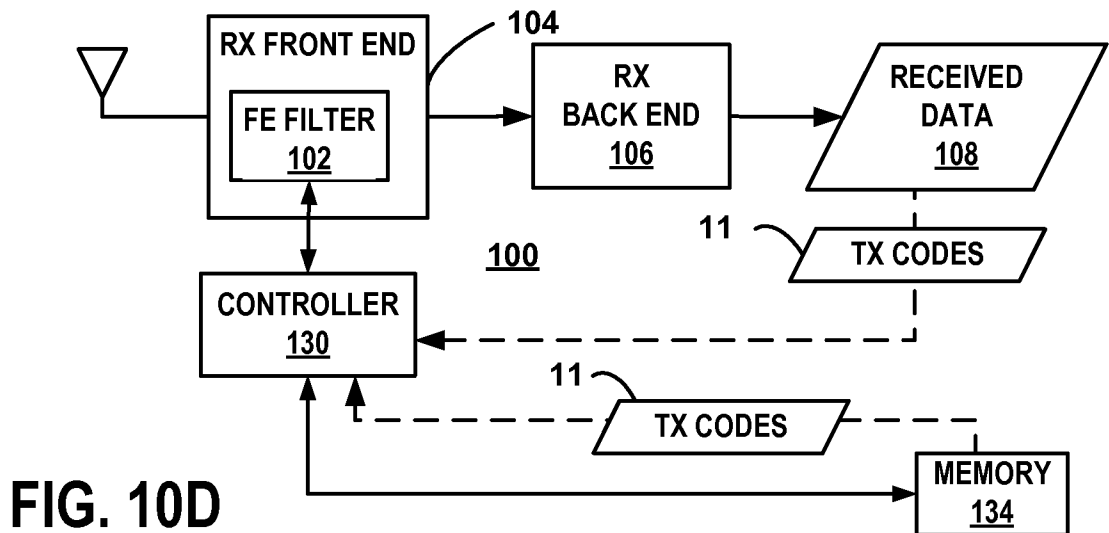 RX FRONT END
104
FE FILTER
102
RX
BACK END
106
RECEIVED
DATA
108
11
TX CODES
100
CONTROLLER
130
11
TX CODES
MEMORY
134
FIG. 10D